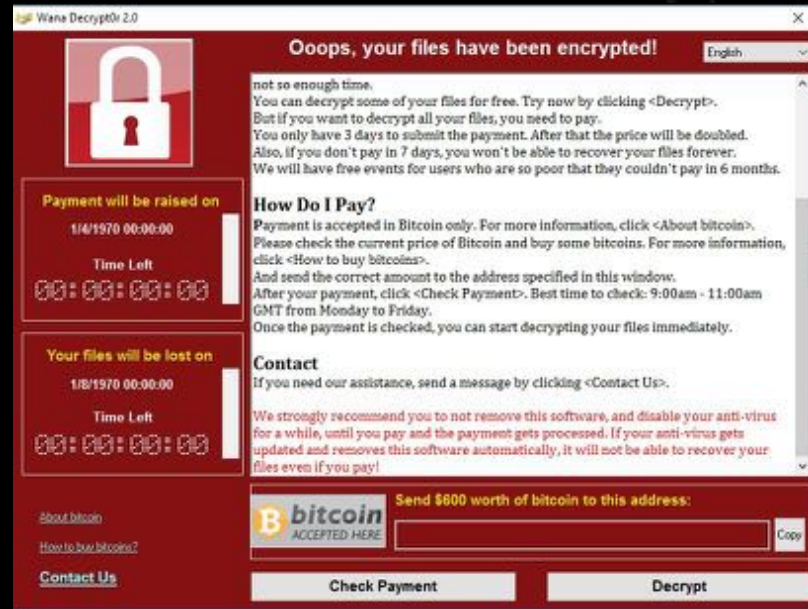 Wana Decrypt0r 2.0
Ooops, your files have been encrypted!
English
not so enough time.
You can decrypt some of your files for free. Try now by clicking <Decrypt>.
But if you want to decrypt all your files, you need to pay.
You only have 3 days to submit the payment. After that the price will be doubled.
Also, if you don't pay in 7 days, you won't be able to recover your files forever.
We will have free events for users who are so poor that they couldn't pay in 6 months.
How Do I Pay?
Payment is accepted in Bitcoin only. For more information, click <About bitcoin>.
Please check the current price of Bitcoin and buy some bitcoins. For more information,
click <How to buy bitcoins>.
And send the correct amount to the address specified in this window.
After your payment, click <Check Payment>. Best time to check: 9:00am - 11:00am
GMT from Monday to Friday.
Once the payment is checked, you can start decrypting your files immediately.
Contact
If you need our assistance, send a message by clicking <Contact Us>.
We strongly recommend you to not remove this software, and disable your anti-virus
for a while, until you pay and the payment gets processed. If your anti-virus gets
updated and removes this software automatically, it will not be able to recover your
files even if you pay!
Payment will be raised on
1/4/1970 00:00:00
Time Left
00:00:00:00
Your files will be lost on
1/8/1970 00:00:00
Time Left
00:00:00:00
About bitcoin
How to buy bitcoins?
Contact Us
bitcoin
ACCEPTED HERE
Send $600 worth of bitcoin to this address:
Copy
Check Payment
Decrypt